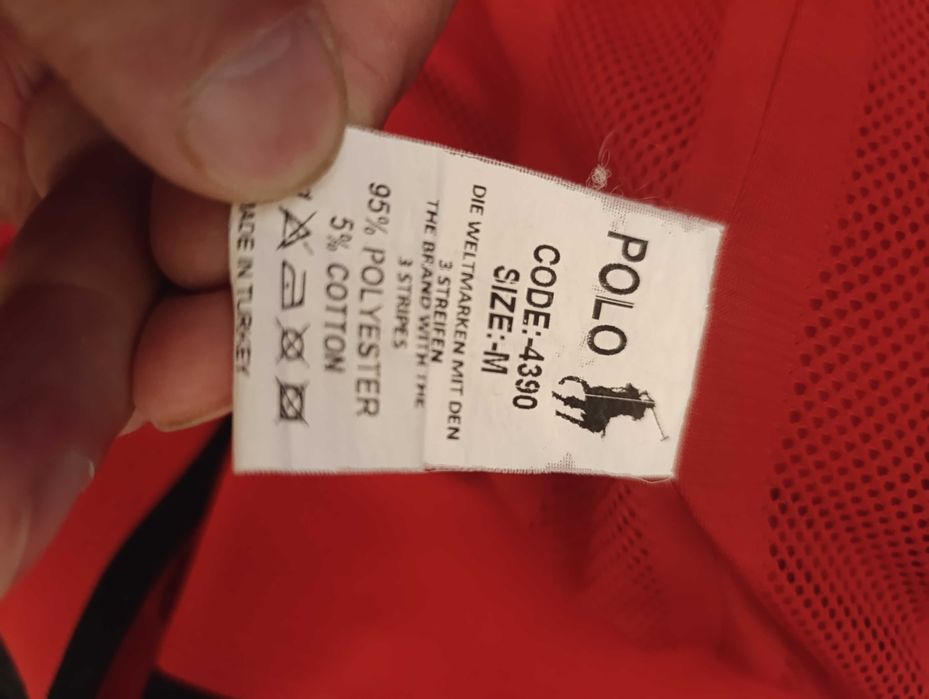 POLO
CODE:-4390
SIZE:-M
DIE WELTMARKEN MIT DEN
3 STREIFEN
THE BRAND WITH THE
3 STRIPES
95% POLYESTER
5% COTTON
MADE IN TURKEY